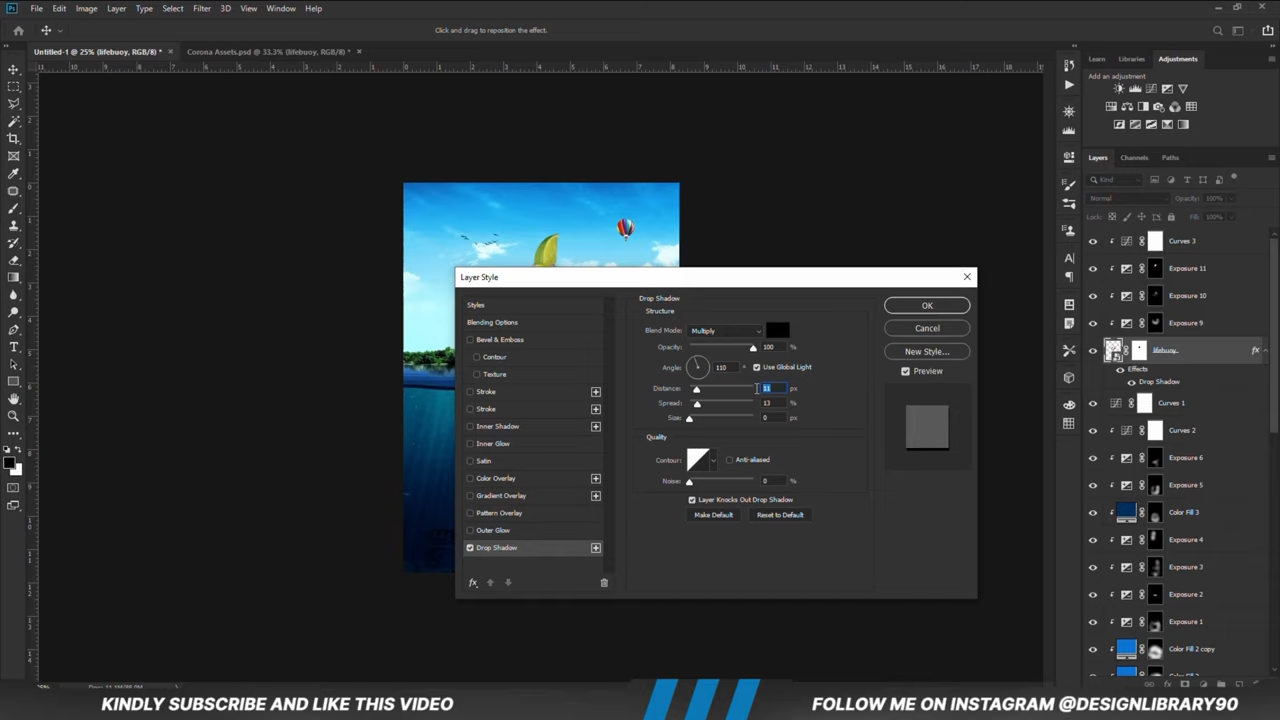 Ps File Edit Image Layer Type Select Filter 3D View Window Help
Click and drag to reposition the effect.
Untitled-1 @ 25% (lifebuoy, RGB/8) * × Corona Assets.psd @ 33.3% (lifebuoy, RGB/8) * ×
Learn Libraries Adjustments
Add an adjustment
Layers Channels Paths
Kind
Normal Opacity: 100%
Lock: Fill: 100%
Curves 3
Exposure 11
Exposure 10
Exposure 9
lifebuoy fx
Effects
Drop Shadow
Curves 1
Curves 2
Exposure 6
Exposure 5
Color Fill 3
Exposure 4
Exposure 3
Exposure 2
Exposure 1
Color Fill 2 copy
Layer Style
Styles
Blending Options
Bevel & Emboss
Contour
Texture
Stroke
Stroke
Inner Shadow
Inner Glow
Satin
Color Overlay
Gradient Overlay
Pattern Overlay
Outer Glow
Drop Shadow
fx
Drop Shadow
Structure
Blend Mode: Multiply
Opacity: 100 %
Angle: 110 ° Use Global Light
Distance: 11 px
Spread: 13 %
Size: 0 px
Quality
Contour: Anti-aliased
Noise: 0 %
Layer Knocks Out Drop Shadow
Make Default Reset to Default
OK
Cancel
New Style...
Preview
KINDLY SUBSCRIBE AND LIKE THIS VIDEO
FOLLOW ME ON INSTAGRAM @DESIGNLIBRARY90